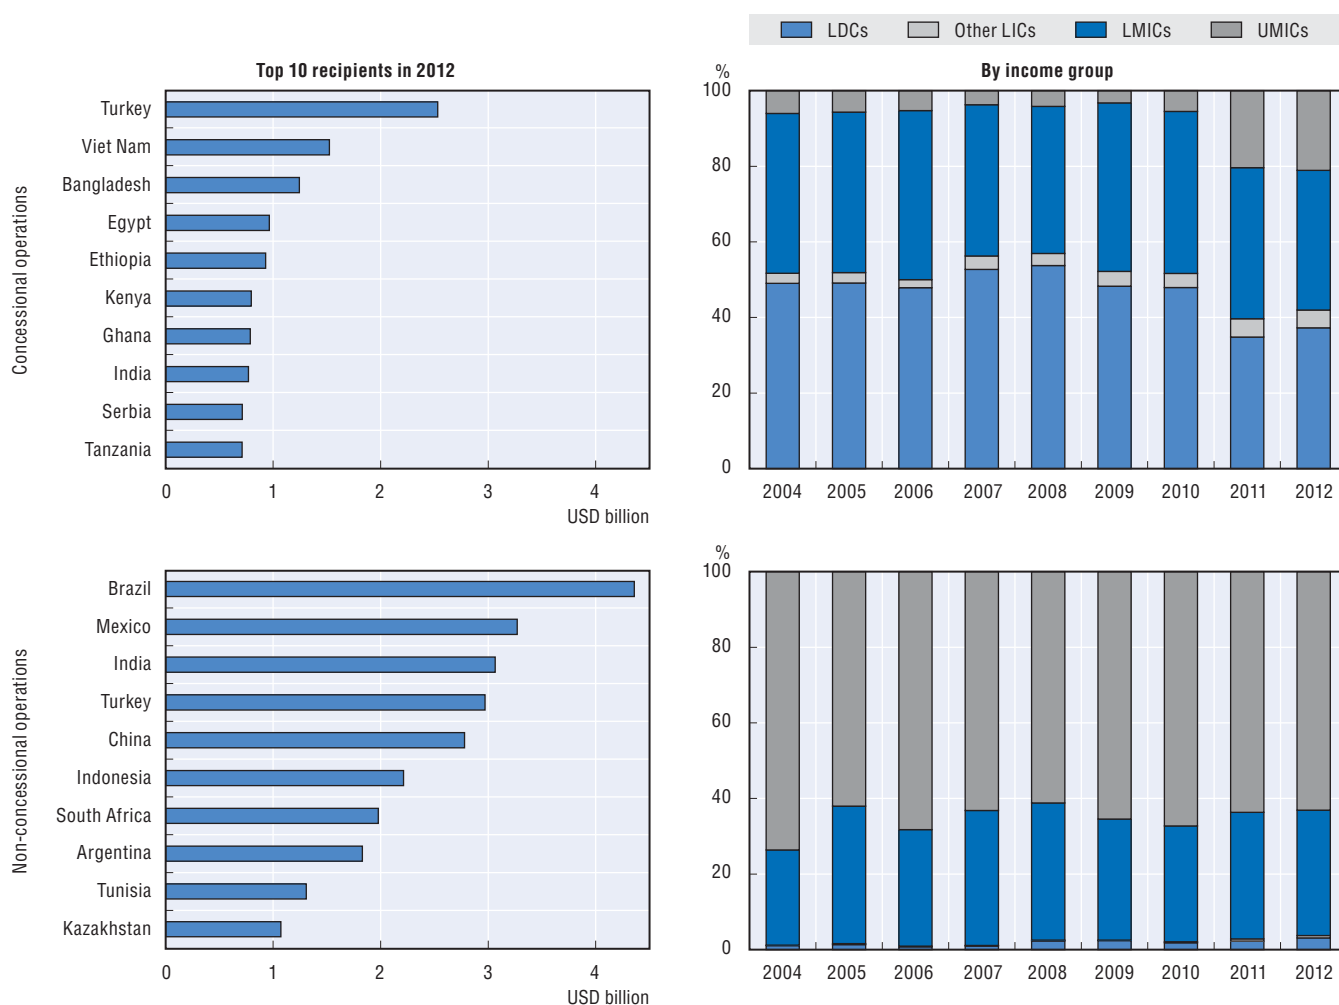 LDCs Other LICs LMICs UMICs
Top 10 recipients in 2012
By income group
Concessional operations
Turkey
Viet Nam
Bangladesh
Egypt
Ethiopia
Kenya
Ghana
India
Serbia
Tanzania
0 1 2 3 4
USD billion
%
100
80
60
40
20
0
2004 2005 2006 2007 2008 2009 2010 2011 2012
Non-concessional operations
Brazil
Mexico
India
Turkey
China
Indonesia
South Africa
Argentina
Tunisia
Kazakhstan
0 1 2 3 4
USD billion
%
100
80
60
40
20
0
2004 2005 2006 2007 2008 2009 2010 2011 2012